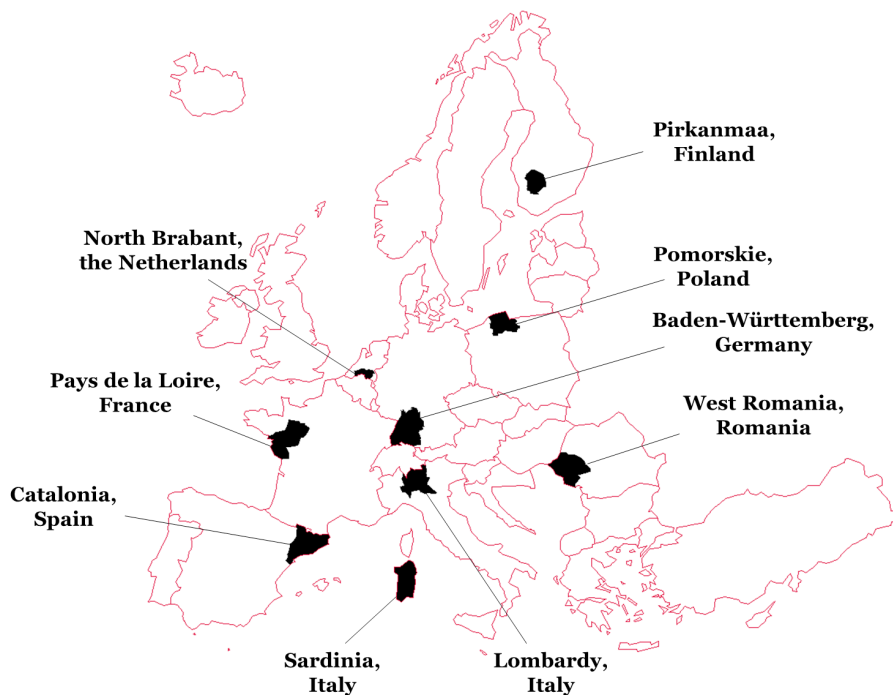 Pirkanmaa,
Finland
North Brabant,
the Netherlands
Pomorskie,
Poland
Baden-Württemberg,
Germany
Pays de la Loire,
France
West Romania,
Romania
Catalonia,
Spain
Sardinia,
Italy
Lombardy,
Italy